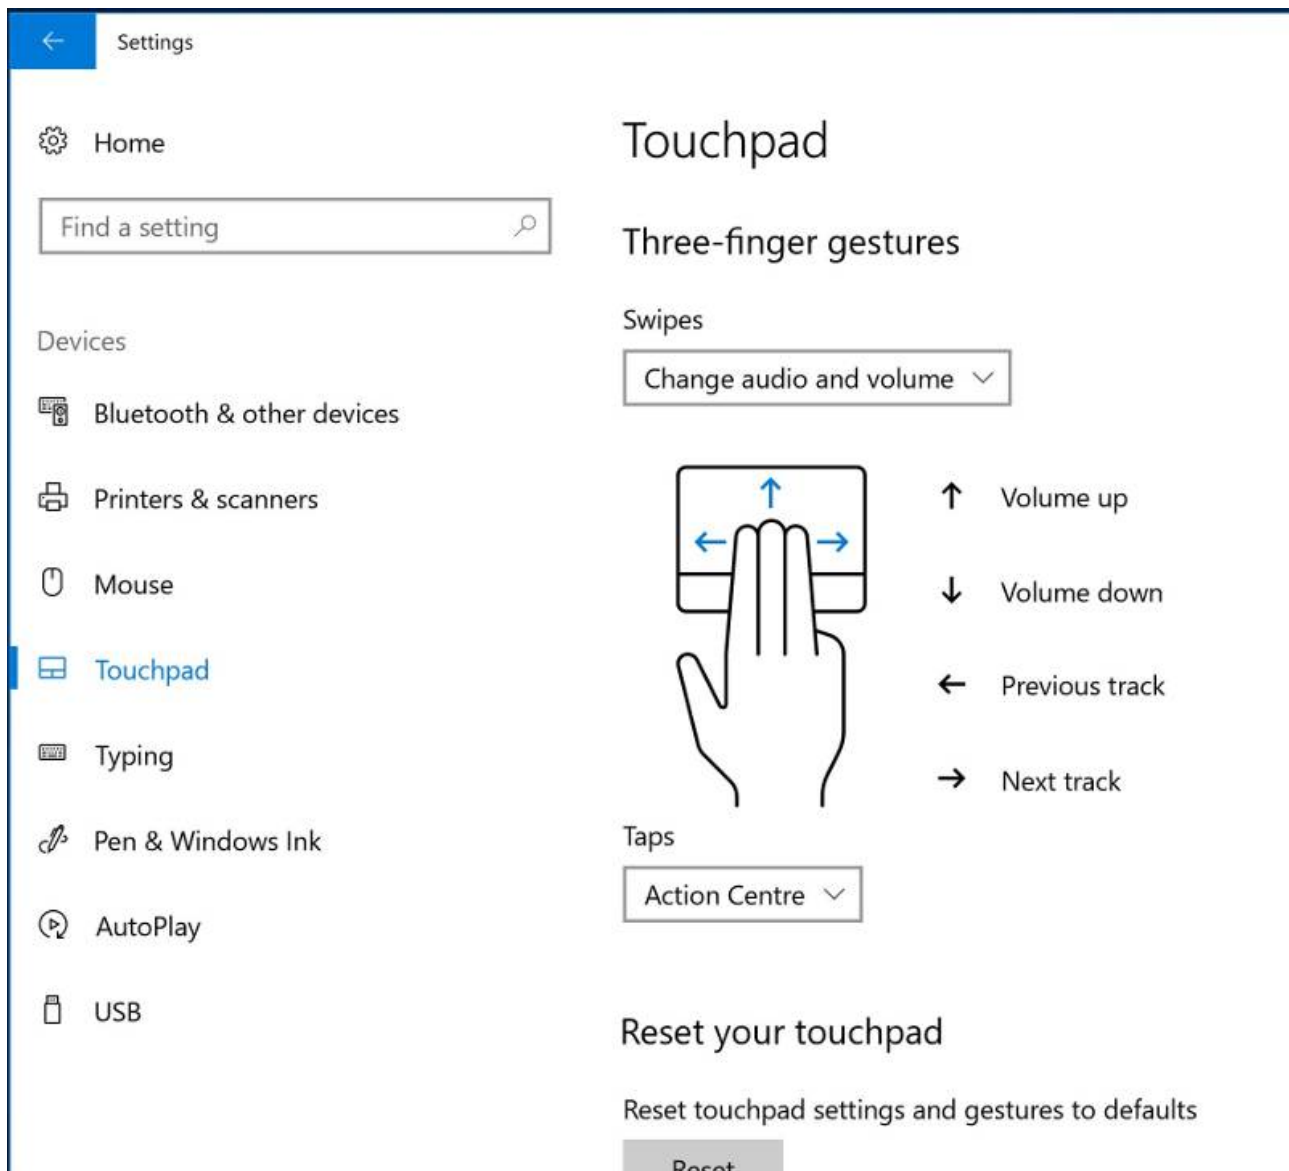 Settings
Home
Find a setting
Devices
Bluetooth & other devices
Printers & scanners
Mouse
Touchpad
Typing
Pen & Windows Ink
AutoPlay
USB
Touchpad
Three-finger gestures
Swipes
Change audio and volume
Volume up
Volume down
Previous track
Next track
Taps
Action Centre
Reset your touchpad
Reset touchpad settings and gestures to defaults
Reset